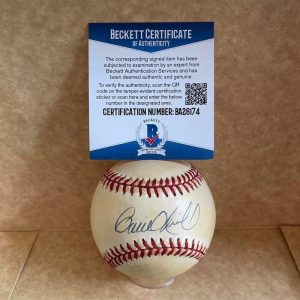 BECKETT CERTIFICATE
OF AUTHENTICITY
The corresponding signed item has been
subjected to examination by an expert from
Beckett Authentication Services and has
been deemed authentic and genuine.
To verify the authenticity, scan the QR
code on the tamper evident certification
sticker or scan here and enter the below
number in the designated area.
CERTIFICATION NUMBER: BA26174
BECKETT
B